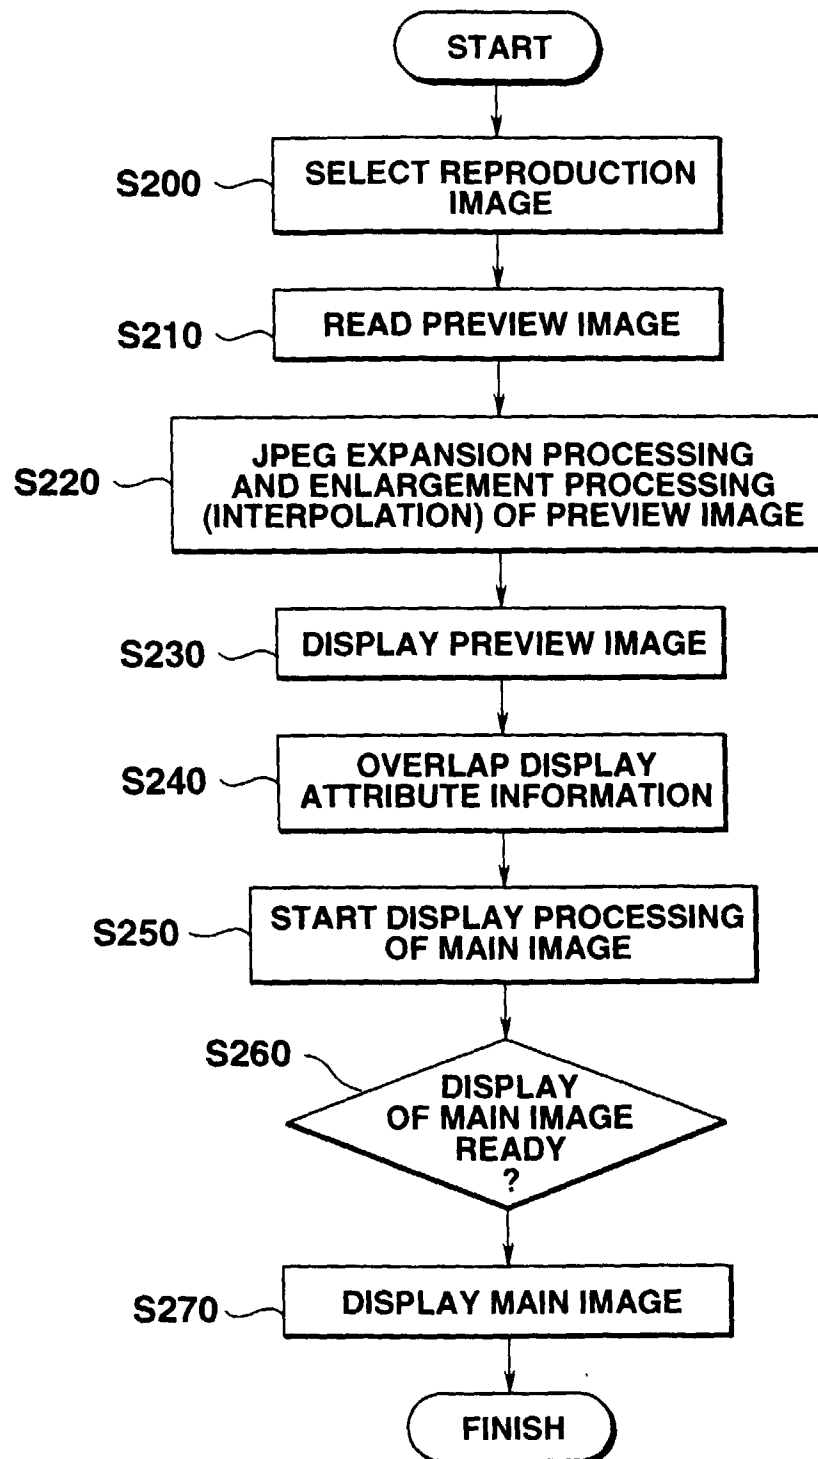 START
S200
SELECT REPRODUCTION
IMAGE
S210
READ PREVIEW IMAGE
S220
JPEG EXPANSION PROCESSING
AND ENLARGEMENT PROCESSING
(INTERPOLATION) OF PREVIEW IMAGE
S230
DISPLAY PREVIEW IMAGE
S240
OVERLAP DISPLAY
ATTRIBUTE INFORMATION
S250
START DISPLAY PROCESSING
OF MAIN IMAGE
S260
DISPLAY
OF MAIN IMAGE
READY
?
S270
DISPLAY MAIN IMAGE
FINISH